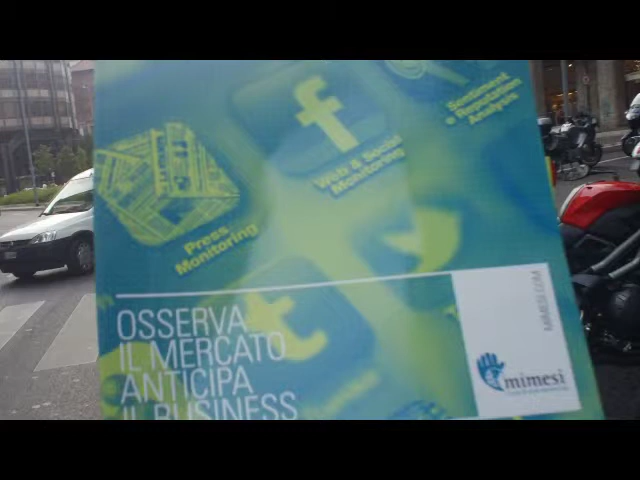 Sentiment
e Reputation
Analysis
f
Web & Social
Monitoring
Press
Monitoring
t
OSSERVA
IL MERCATO
ANTICIPA
IL BUSINESS
MIMESI.COM
mimesi